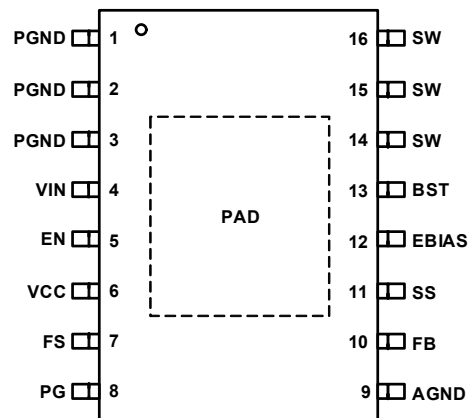 PGND 1 16 SW
PGND 2 15 SW
PGND 3 14 SW
VIN 4 13 BST
PAD
EN 5 12 EBIAS
VCC 6 11 SS
FS 7 10 FB
PG 8 9 AGND